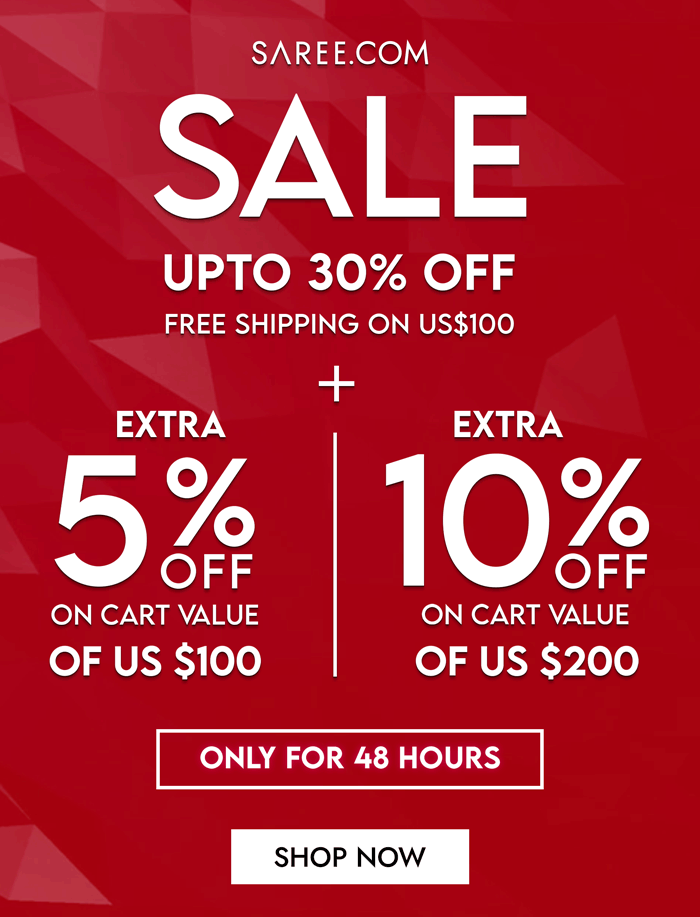 SAREE.COM
SALE
UPTO 30% OFF
FREE SHIPPING ON US$100
+
EXTRA
5%
OFF
ON CART VALUE
OF US $100
EXTRA
10%
OFF
ON CART VALUE
OF US $200
ONLY FOR 48 HOURS
SHOP NOW